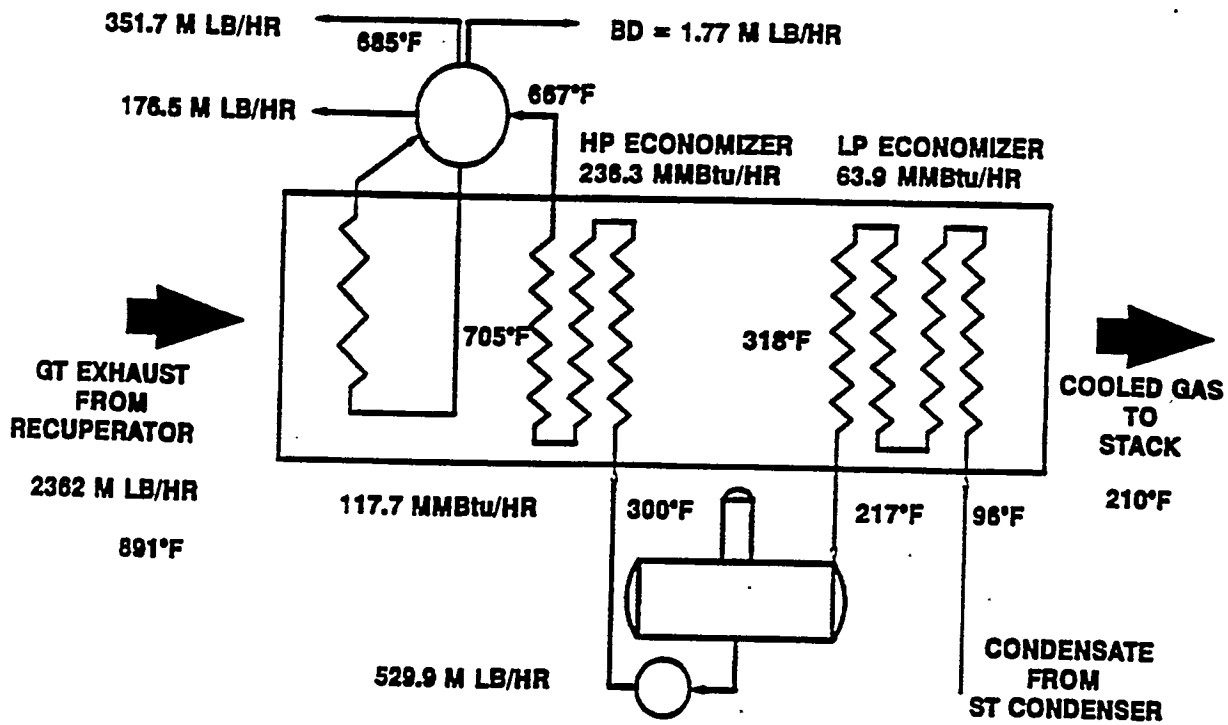 351.7 M LB/HR
685°F
BD = 1.77 M LB/HR
176.5 M LB/HR
667°F
HP ECONOMIZER
236.3 MMBtu/HR
LP ECONOMIZER
63.9 MMBtu/HR
705°F
318°F
GT EXHAUST
FROM
RECUPERATOR
2362 M LB/HR
891°F
COOLED GAS
TO
STACK
210°F
117.7 MMBtu/HR
300°F
217°F
96°F
529.9 M LB/HR
CONDENSATE
FROM
ST CONDENSER